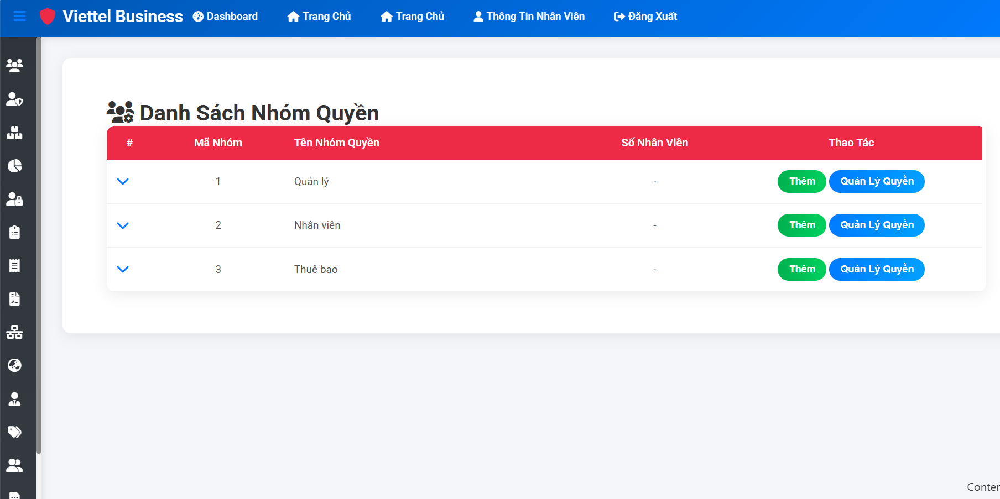 Viettel Business Dashboard Trang Chủ Trang Chủ Thông Tin Nhân Viên Đăng Xuất
Danh Sách Nhóm Quyền
# Mã Nhóm Tên Nhóm Quyền Số Nhân Viên Thao Tác
1 Quản lý - Thêm Quản Lý Quyền
2 Nhân viên - Thêm Quản Lý Quyền
3 Thuê bao - Thêm Quản Lý Quyền
Conter